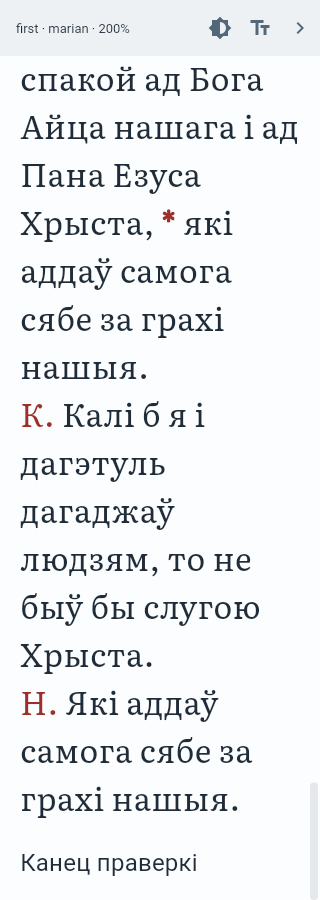 first · marian · 200%
спакой ад Бога
Айца нашага і ад
Пана Езуса
Хрыста, * які
аддаў самога
сябе за грахі
нашыя.
К. Калі б я і
дагэтуль
дагаджаў
людзям, то не
быў бы слугою
Хрыста.
Н. Які аддаў
самога сябе за
грахі нашыя.
Канец праверкі